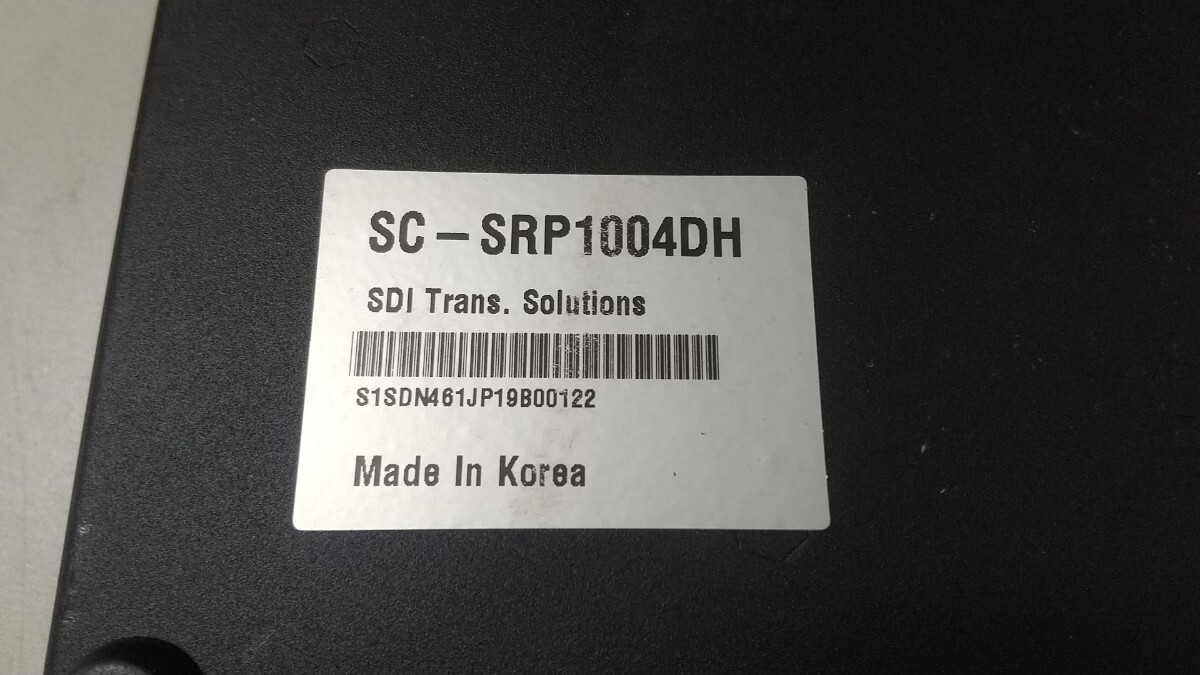 SC-SRP1004DH
SDI Trans. Solutions
S1SDN461JP19B00122
Made In Korea